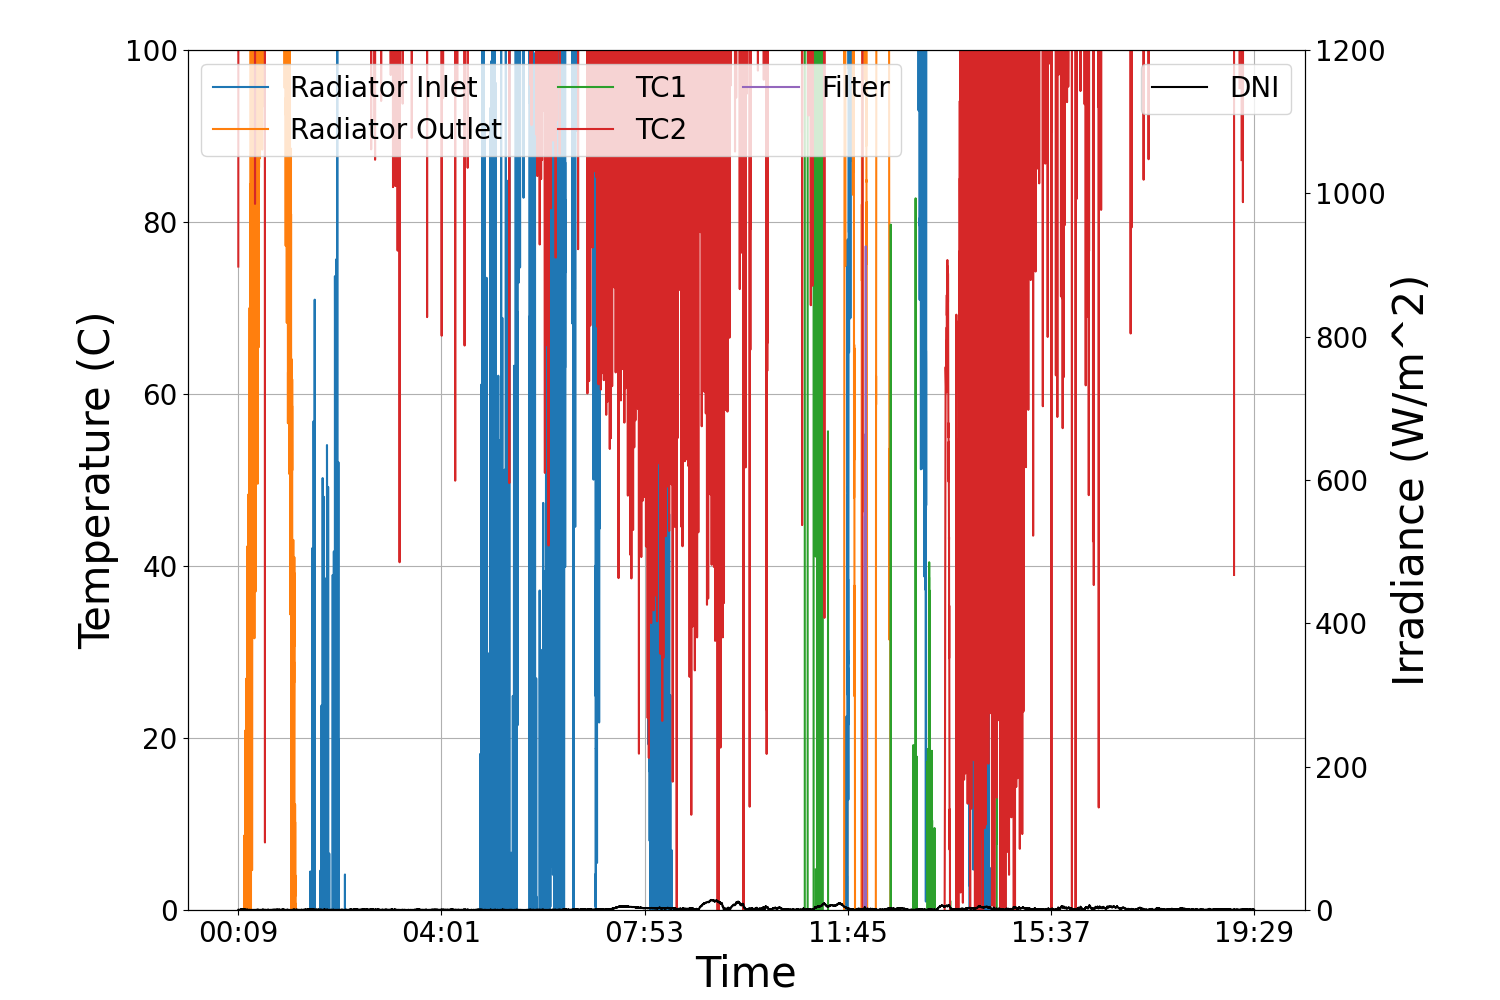 100
80
60
40
20
0
Temperature (C)
Radiator Inlet
Radiator Outlet
TC1
TC2
Filter
DNI
1200
1000
800
600
400
200
0
Irradiance (W/m^2)
00:09 04:01 07:53 11:45 15:37 19:29
Time